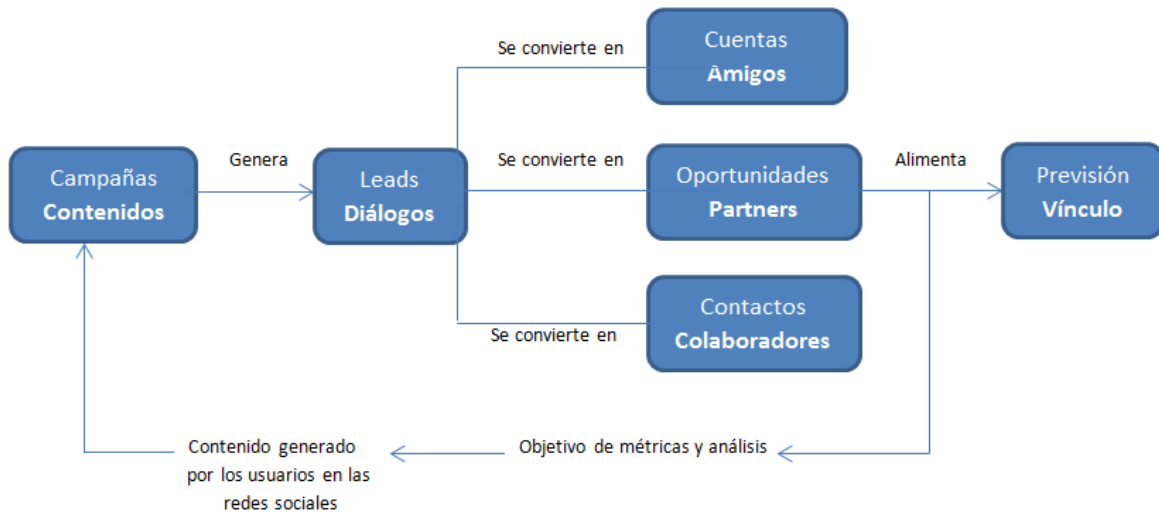 Se convierte en
Cuentas
Amigos
Genera
Se convierte en
Alimenta
Campañas
Contenidos
Leads
Diálogos
Oportunidades
Partners
Previsión
Vínculo
Se convierte en
Contactos
Colaboradores
Contenido generado
por los usuarios en las
redes sociales
Objetivo de métricas y análisis